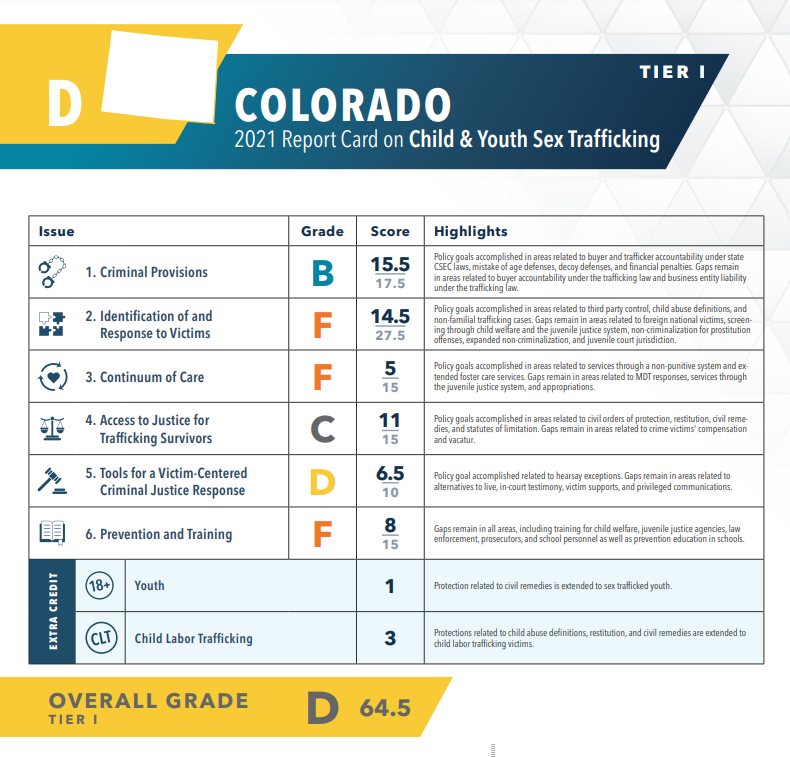 D
TIER I
COLORADO
2021 Report Card on Child & Youth Sex Trafficking
Issue Grade Score Highlights
1. Criminal Provisions
B
15.5
17.5
Policy goals accomplished in areas related to buyer and trafficker accountability under state
CSEC laws, mistake of age defenses, decoy defenses, and financial penalties. Gaps remain
in areas related to buyer accountability under the trafficking law and business entity liability
under the trafficking law.
2. Identification of and
Response to Victims
F
14.5
27.5
Policy goals accomplished in areas related to third party control, child abuse definitions, and
non-familial trafficking cases. Gaps remain in areas related to foreign national victims, screen-
ing through child welfare and the juvenile justice system, non-criminalization for prostitution
offenses, expanded non-criminalization, and juvenile court jurisdiction.
3. Continuum of Care
F
5
15
Policy goals accomplished in areas related to services through a non-punitive system and ex-
tended foster care services. Gaps remain in areas related to MDT responses, services through
the juvenile justice system, and appropriations.
4. Access to Justice for
Trafficking Survivors
C
11
15
Policy goals accomplished in areas related to civil orders of protection, restitution, civil reme-
dies, and statutes of limitation. Gaps remain in areas related to crime victims' compensation
and vacatur.
5. Tools for a Victim-Centered
Criminal Justice Response
D
6.5
10
Policy goal accomplished related to hearsay exceptions. Gaps remain in areas related to
alternatives to live, in-court testimony, victim supports, and privileged communications.
6. Prevention and Training
F
8
15
Gaps remain in all areas, including training for child welfare, juvenile justice agencies, law
enforcement, prosecutors, and school personnel as well as prevention education in schools.
EXTRA CREDIT
18+
Youth
1
Protection related to civil remedies is extended to sex trafficked youth.
CLT
Child Labor Trafficking
3
Protections related to child abuse definitions, restitution, and civil remedies are extended to
child labor trafficking victims.
OVERALL GRADE
TIER I
D 64.5